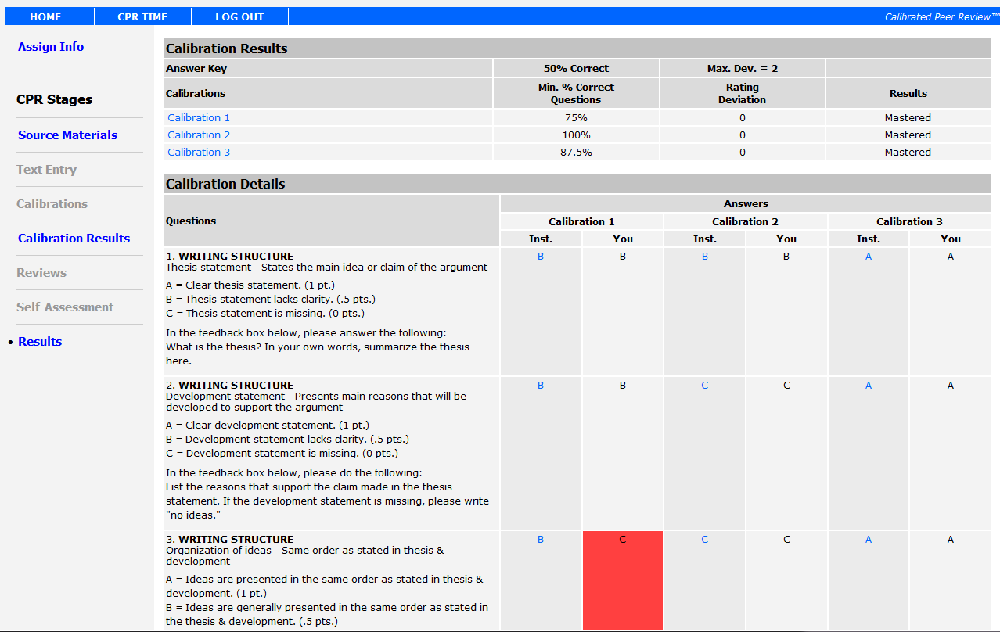 HOME CPR TIME LOG OUT Calibrated Peer Review™
Assign Info
CPR Stages
Source Materials
Text Entry
Calibrations
Calibration Results
Reviews
Self-Assessment
• Results
Calibration Results
Answer Key 50% Correct Max. Dev. = 2
Calibrations Min. % Correct Questions Rating Deviation Results
Calibration 1 75% 0 Mastered
Calibration 2 100% 0 Mastered
Calibration 3 87.5% 0 Mastered
Calibration Details
Questions Answers
Calibration 1 Calibration 2 Calibration 3
Inst. You Inst. You Inst. You
1. WRITING STRUCTURE B B B B A A
Thesis statement - States the main idea or claim of the argument
A = Clear thesis statement. (1 pt.)
B = Thesis statement lacks clarity. (.5 pts.)
C = Thesis statement is missing. (0 pts.)
In the feedback box below, please answer the following:
What is the thesis? In your own words, summarize the thesis
here.
2. WRITING STRUCTURE B B C C A A
Development statement - Presents main reasons that will be
developed to support the argument
A = Clear development statement. (1 pt.)
B = Development statement lacks clarity. (.5 pts.)
C = Development statement is missing. (0 pts.)
In the feedback box below, please do the following:
List the reasons that support the claim made in the thesis
statement. If the development statement is missing, please write
"no ideas."
3. WRITING STRUCTURE B C C C A A
Organization of ideas - Same order as stated in thesis &
development
A = Ideas are presented in the same order as stated in thesis &
development. (1 pt.)
B = Ideas are generally presented in the same order as stated in
the thesis & development. (.5 pts.)